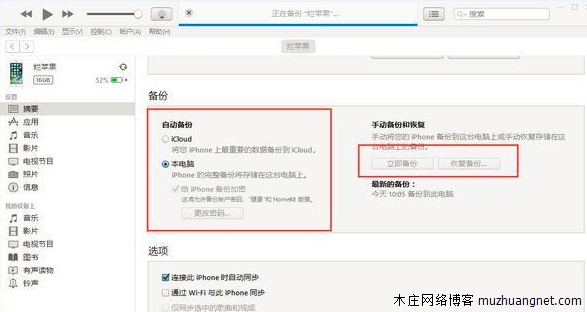 正在备份 "烂苹果"...
搜索
文件(F) 编辑(E) 显示(V) 控制(C) 帐户(A) 帮助(H)
烂苹果
烂苹果
16GB 52%
设置
摘要
应用
音乐
影片
电视节目
照片
信息
我的设备上
音乐
影片
电视节目
图书
有声读物
铃声
备份
自动备份
iCloud
将您 iPhone 上最重要的数据备份到 iCloud。
本电脑
iPhone 的完整备份将存储在这台电脑上。
给 iPhone 备份加密
这将允许备份帐户密码、"健康"和 HomeKit 数据。
更改密码...
手动备份和恢复
手动将您的 iPhone 备份到这台电脑上或手动恢复存储在这
台电脑上的备份。
立即备份 恢复备份...
最新的备份：
今天 10:05 备份到此电脑
选项
连接此 iPhone 时自动同步
通过 Wi-Fi 与此 iPhone 同步
仅同步选中的歌曲和视频
木庄网络博客 muzhuangnet.com